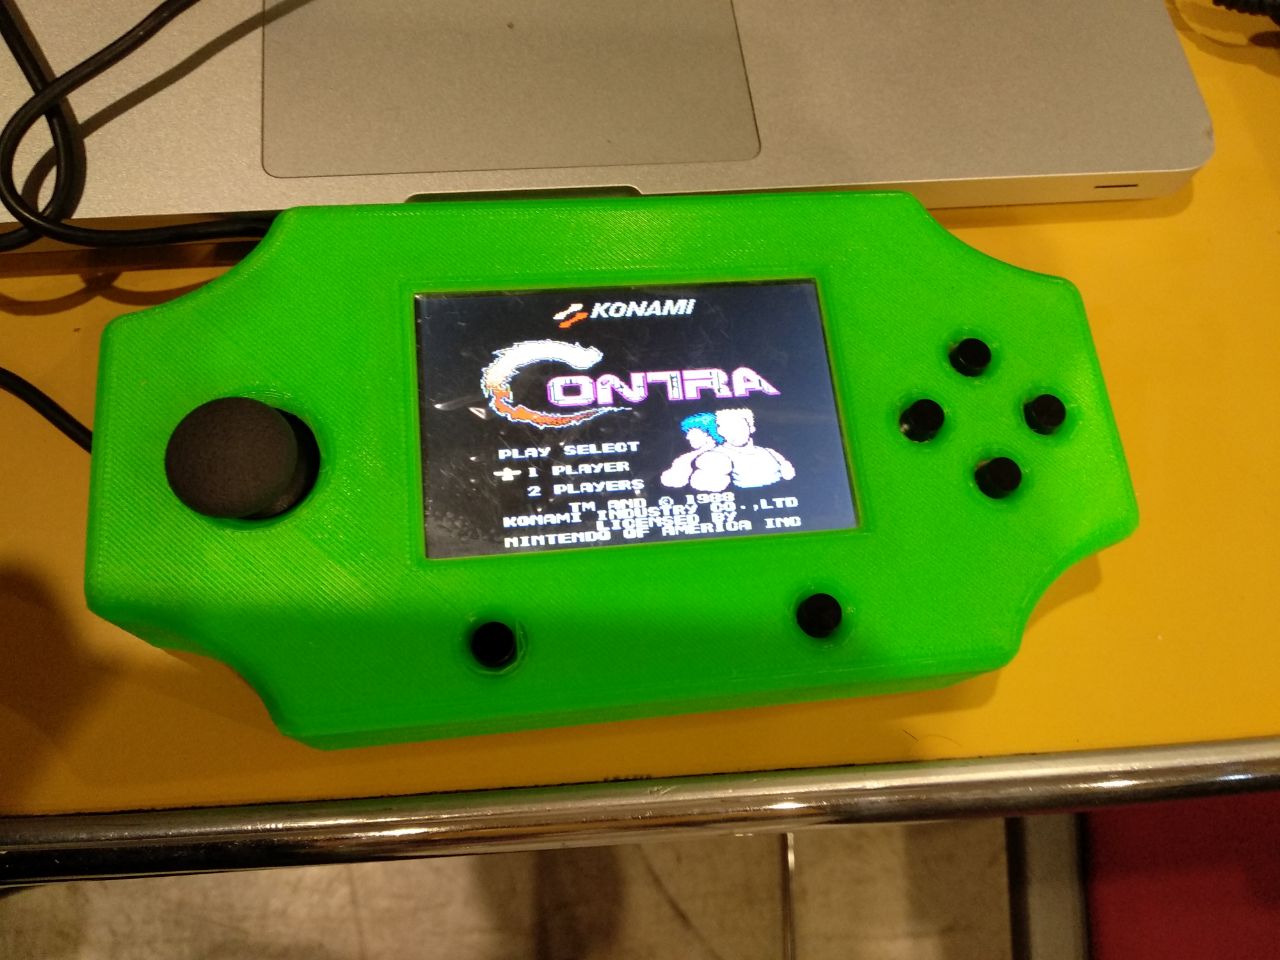 KONAMI
CONTRA
PLAY SELECT
1 PLAYER
2 PLAYERS
TM AND © 1988
KONAMI INDUSTRY CO.,LTD
LICENSED BY
NINTENDO OF AMERICA INC